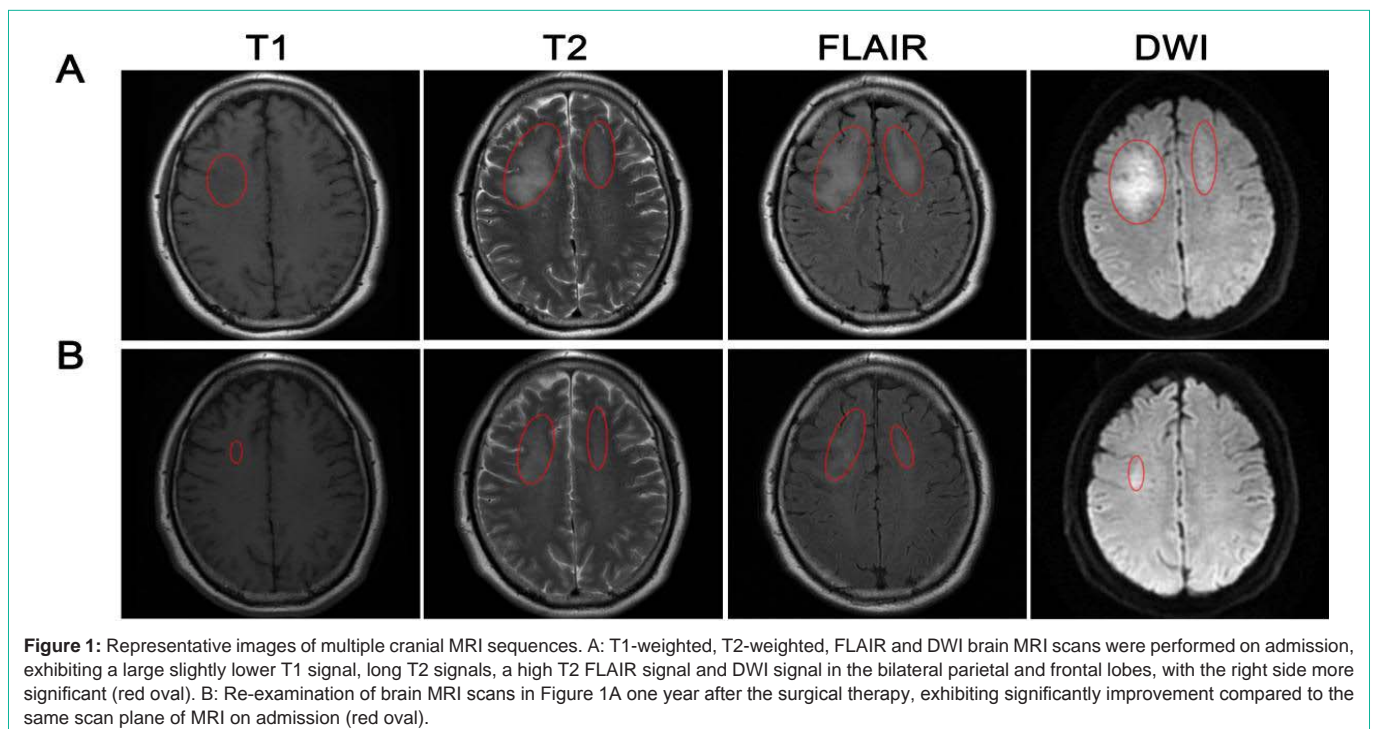 T1 T2 FLAIR DWI
A
B
Figure 1: Representative images of multiple cranial MRI sequences. A: T1-weighted, T2-weighted, FLAIR and DWI brain MRI scans were performed on admission,
exhibiting a large slightly lower T1 signal, long T2 signals, a high T2 FLAIR signal and DWI signal in the bilateral parietal and frontal lobes, with the right side more
significant (red oval). B: Re-examination of brain MRI scans in Figure 1A one year after the surgical therapy, exhibiting significantly improvement compared to the
same scan plane of MRI on admission (red oval).